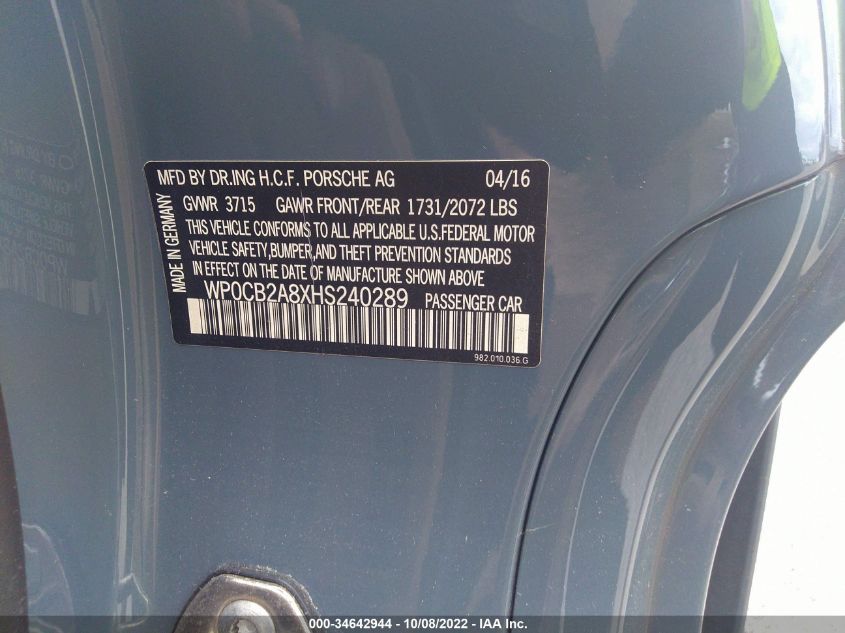 MFD BY DR.ING H.C.F. PORSCHE AG 04/16
GVWR 3715 GAWR FRONT/REAR 1731/2072 LBS
THIS VEHICLE CONFORMS TO ALL APPLICABLE U.S.FEDERAL MOTOR
VEHICLE SAFETY,BUMPER,AND THEFT PREVENTION STANDARDS
IN EFFECT ON THE DATE OF MANUFACTURE SHOWN ABOVE
WP0CB2A8XHS240289 PASSENGER CAR
982.010.036.G
MADE IN GERMANY
000-34642944 - 10/08/2022 - IAA Inc.